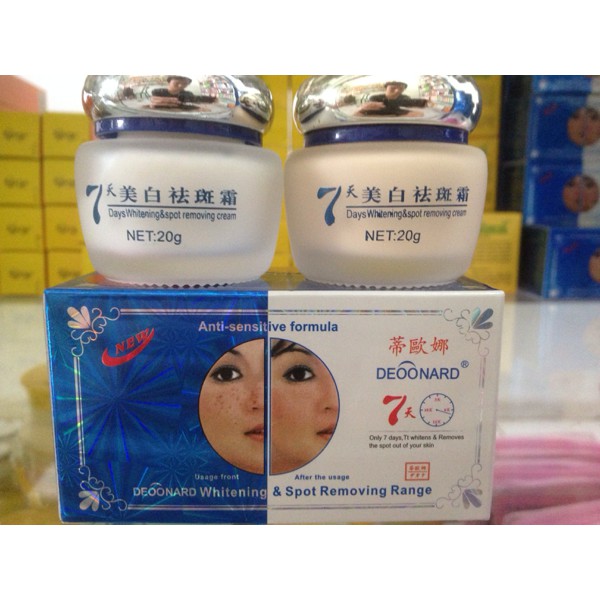 7天美白祛斑霜
Days Whitening&spot removing cream
NET:20g
7天美白祛斑霜
Days Whitening&spot removing cream
NET:20g
NEW
Anti-sensitive formula
蒂歐娜
DEOONARD®
7天
Only 7 days,TI whitens & Removes
the spot out of your skin
Usage front
After the usage
DEOONARD Whitening & Spot Removing Range